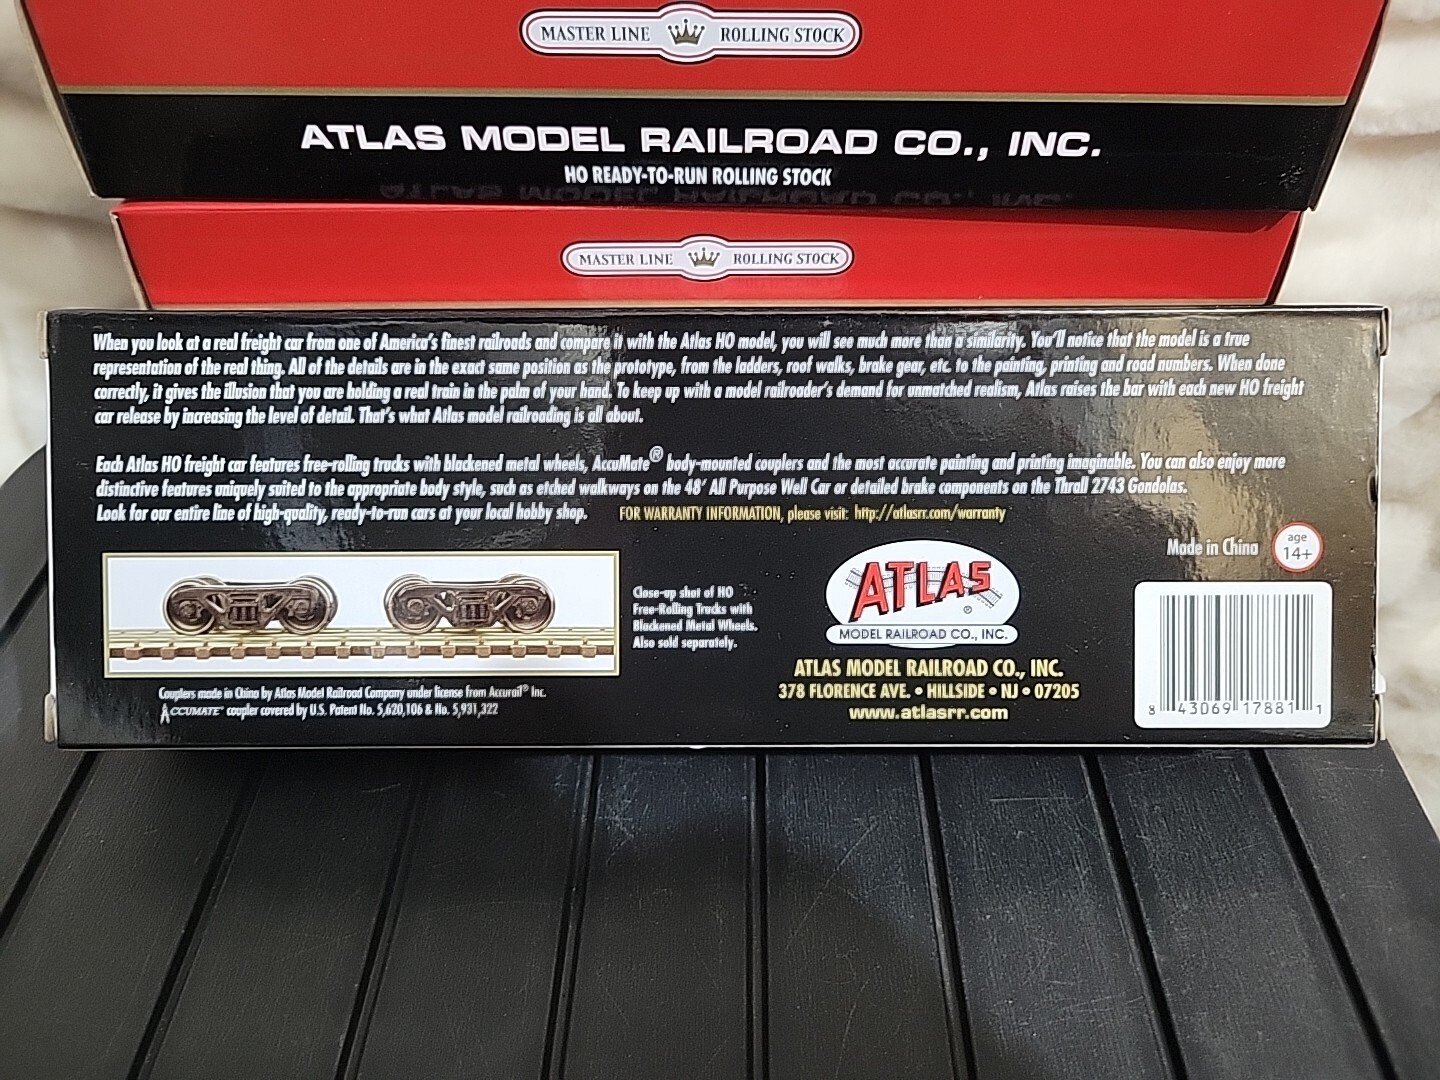 MASTER LINE ROLLING STOCK
ATLAS MODEL RAILROAD CO., INC.
HO READY-TO-RUN ROLLING STOCK
MASTER LINE ROLLING STOCK
When you look at a real freight car from one of America's finest railroads and compare it with the Atlas HO model, you will see much more than a similarity. You'll notice that the model is a true
representation of the real thing. All of the details are in the exact same position as the prototype, from the ladders, roof walks, brake gear, etc. to the painting, printing and road numbers. When done
correctly, it gives the illusion that you are holding a real train in the palm of your hand. To keep up with a model railroader's demand for unmatched realism, Atlas raises the bar with each new HO freight
car release by increasing the level of detail. That's what Atlas model railroading is all about.
Each Atlas HO freight car features free-rolling trucks with blackened metal wheels, AccuMate® body-mounted couplers and the most accurate painting and printing imaginable. You can also enjoy more
distinctive features uniquely suited to the appropriate body style, such as etched walkways on the 48' All Purpose Well Car or detailed brake components on the Thrall 2743 Gondolas.
Look for our entire line of high-quality, ready-to-run cars at your local hobby shop. FOR WARRANTY INFORMATION, please visit: http://atlasrr.com/warranty
Made in China age
14+
Close-up shot of HO
Free-Rolling Trucks with
Blackened Metal Wheels.
Also sold separately.
Couplers made in China by Atlas Model Railroad Company under license from Accurail® Inc.
ACCUMATE® coupler covered by U.S. Patent No. 5,620,106 & No. 5,931,322
ATLAS®
MODEL RAILROAD CO., INC.
ATLAS MODEL RAILROAD CO., INC.
378 FLORENCE AVE. • HILLSIDE • NJ • 07205
www.atlasrr.com
8 43069 17881 1